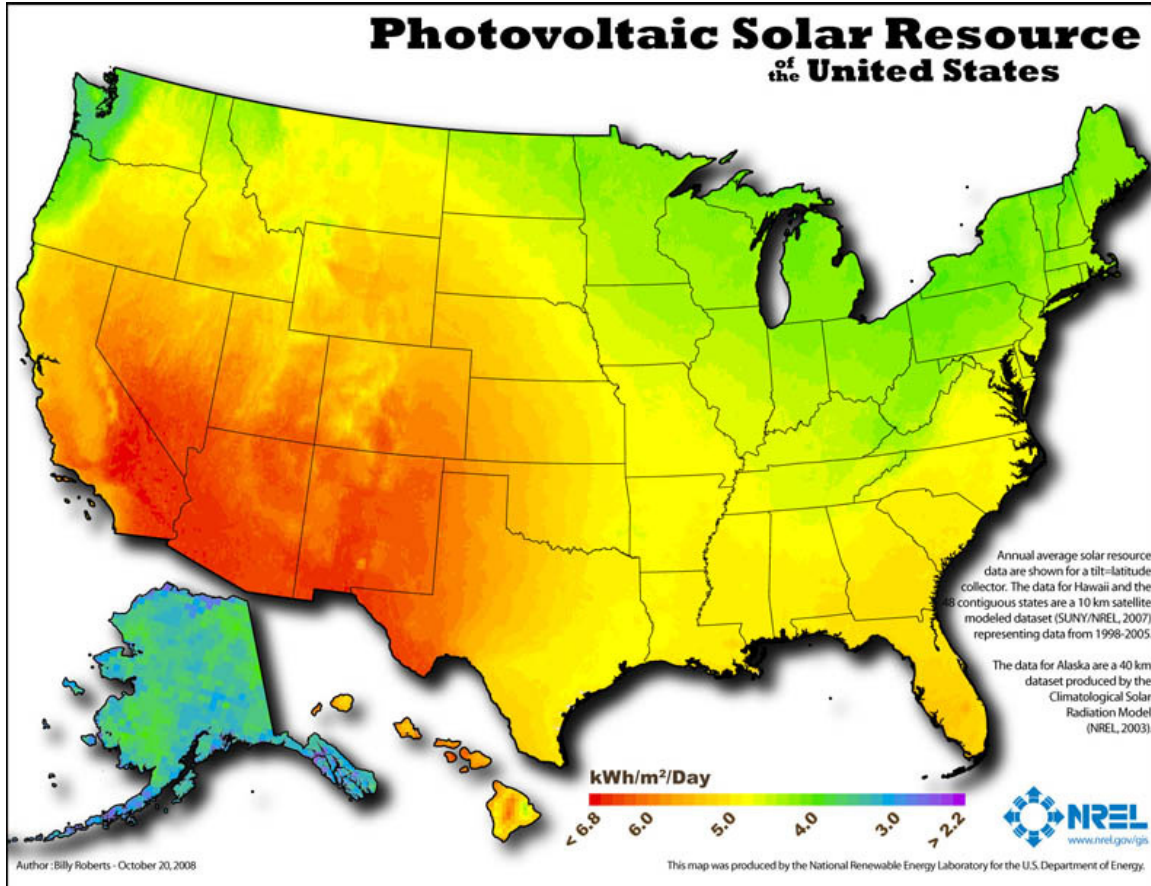 Photovoltaic Solar Resource
of the United States
Annual average solar resource
data are shown for a tilt=latitude
collector. The data for Hawaii and the
48 contiguous states are a 10 km satellite
modeled dataset (SUNY/NREL, 2007)
representing data from 1998-2005.
The data for Alaska are a 40 km
dataset produced by the
Climatological Solar
Radiation Model
(NREL, 2003).
kWh/m²/Day
< 6.8 6.0 5.0 4.0 3.0 > 2.2
NREL
www.nrel.gov/gis
Author : Billy Roberts - October 20, 2008
This map was produced by the National Renewable Energy Laboratory for the U.S. Department of Energy.